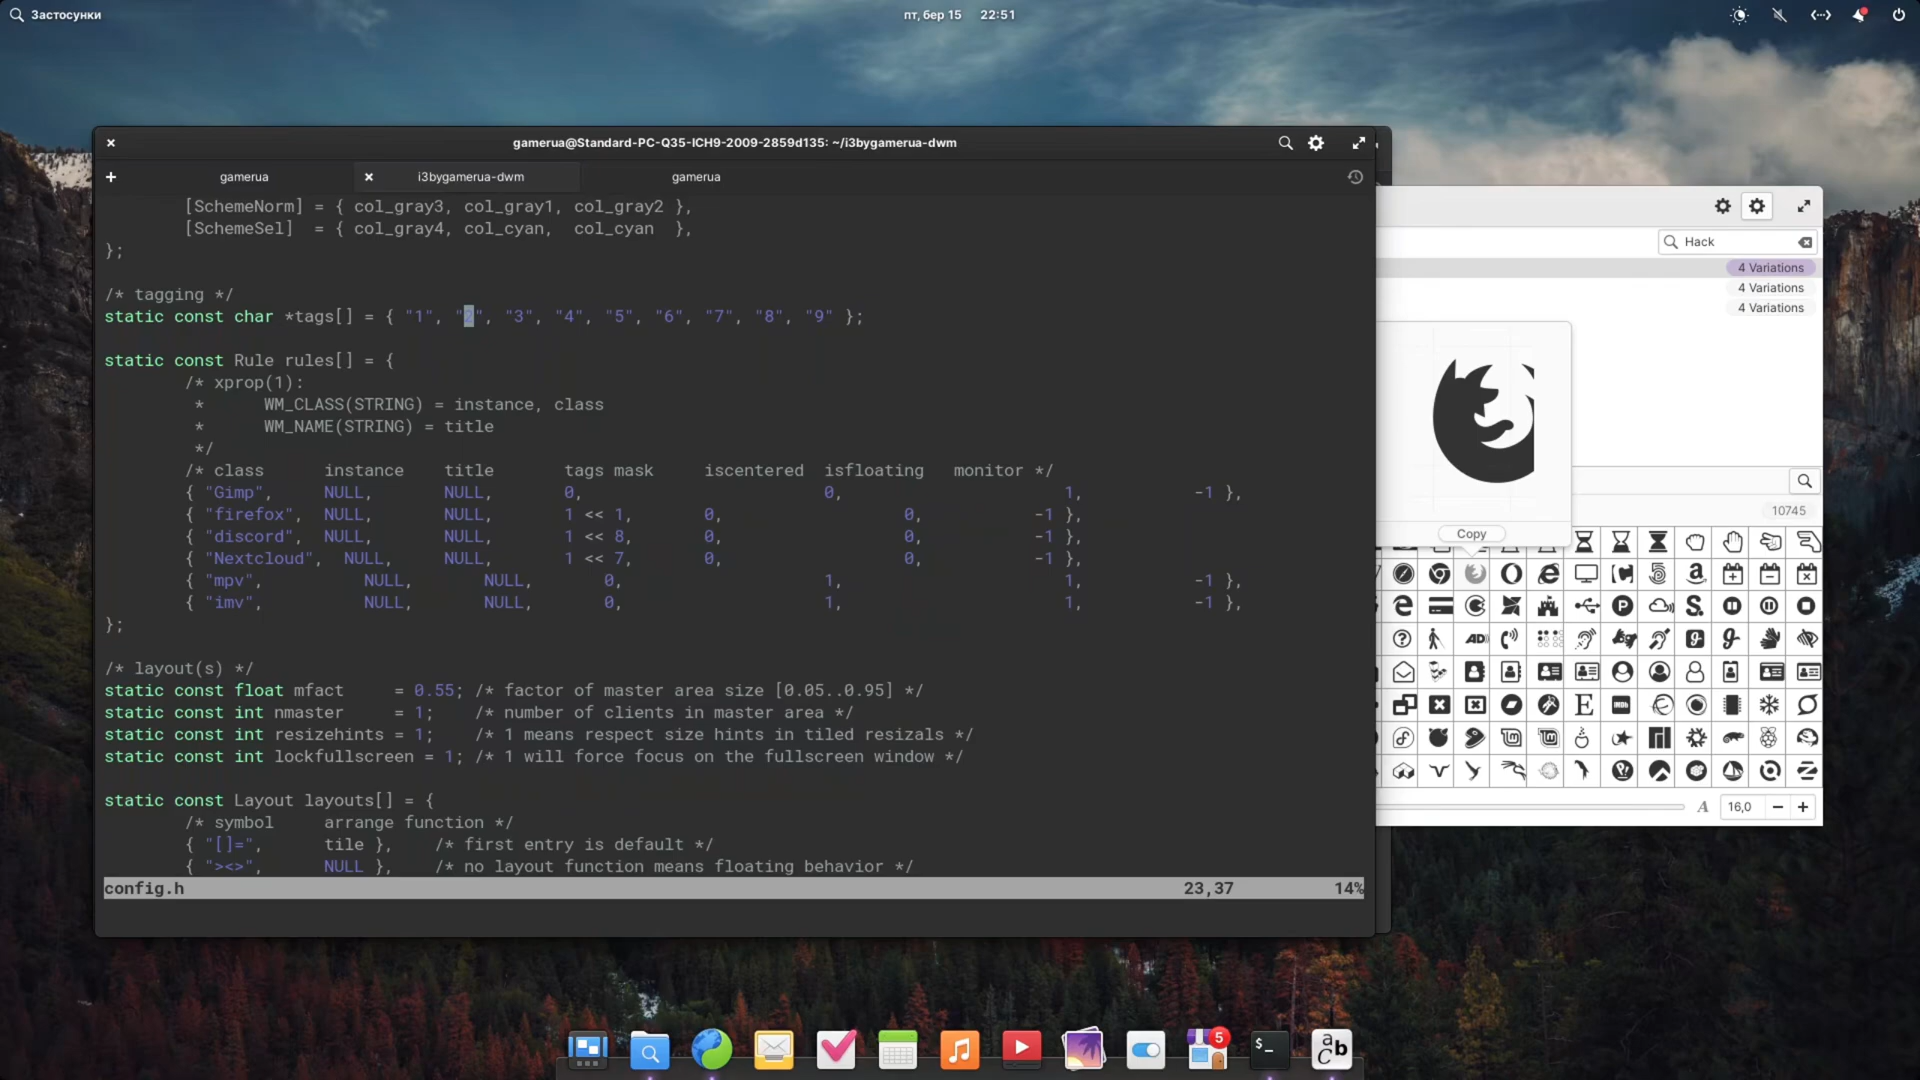 Застосунки
пт, бер 15 22:51
gamerua@Standard-PC-Q35-ICH9-2009-2859d135: ~/i3bygamerua-dwm
gamerua i3bygamerua-dwm gamerua
[SchemeNorm] = { col_gray3, col_gray1, col_gray2 },
[SchemeSel]  = { col_gray4, col_cyan,  col_cyan  },
};
/* tagging */
static const char *tags[] = { "1", "2", "3", "4", "5", "6", "7", "8", "9" };
static const Rule rules[] = {
/* xprop(1):
*      WM_CLASS(STRING) = instance, class
*      WM_NAME(STRING) = title
*/
/* class      instance    title       tags mask     iscentered  isfloating   monitor */
{ "Gimp",     NULL,       NULL,       0,                        0,                       1,           -1 },
{ "firefox",  NULL,       NULL,       1 << 1,       0,                   0,           -1 },
{ "discord",  NULL,       NULL,       1 << 8,       0,                   0,           -1 },
{ "Nextcloud",   NULL,     NULL,       1 << 7,       0,                   0,           -1 },
{ "mpv",          NULL,       NULL,       0,                    1,                       1,           -1 },
{ "imv",          NULL,       NULL,       0,                    1,                       1,           -1 },
};
/* layout(s) */
static const float mfact     = 0.55; /* factor of master area size [0.05..0.95] */
static const int nmaster     = 1;    /* number of clients in master area */
static const int resizehints = 1;    /* 1 means respect size hints in tiled resizals */
static const int lockfullscreen = 1; /* 1 will force focus on the fullscreen window */
static const Layout layouts[] = {
/* symbol     arrange function */
{ "[]=",      tile },    /* first entry is default */
{ "><>",      NULL },    /* no layout function means floating behavior */
config.h 23,37 14%
Hack
4 Variations
4 Variations
4 Variations
Copy
10745
A 16,0
5